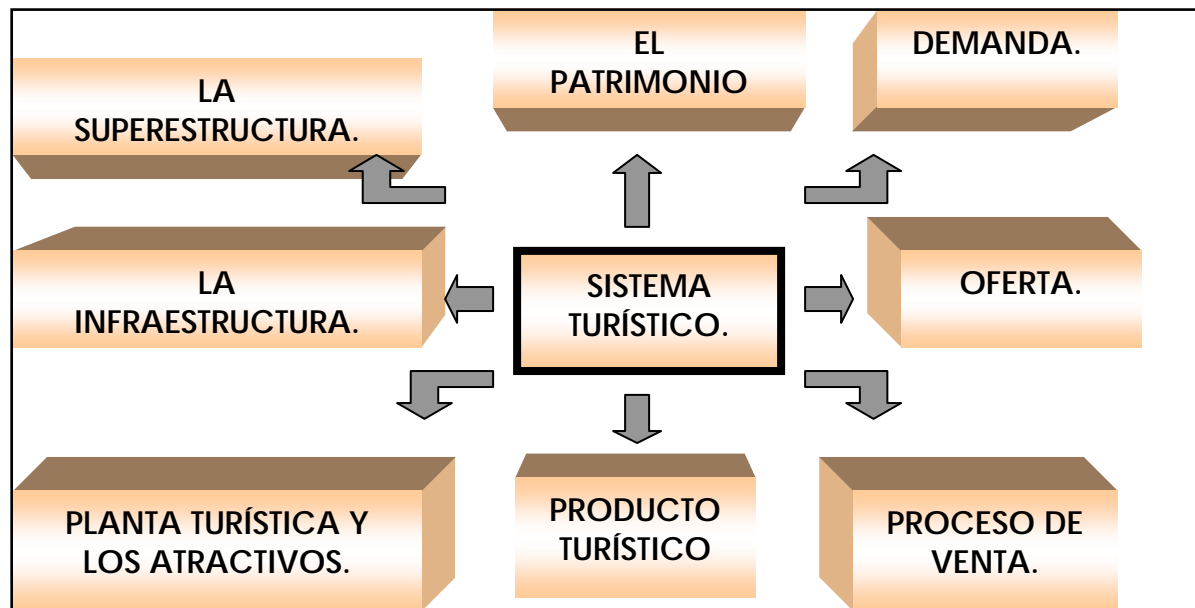 LA
SUPERESTRUCTURA.
EL
PATRIMONIO
DEMANDA.
LA
INFRAESTRUCTURA.
SISTEMA
TURÍSTICO.
OFERTA.
PLANTA TURÍSTICA Y
LOS ATRACTIVOS.
PRODUCTO
TURÍSTICO
PROCESO DE
VENTA.